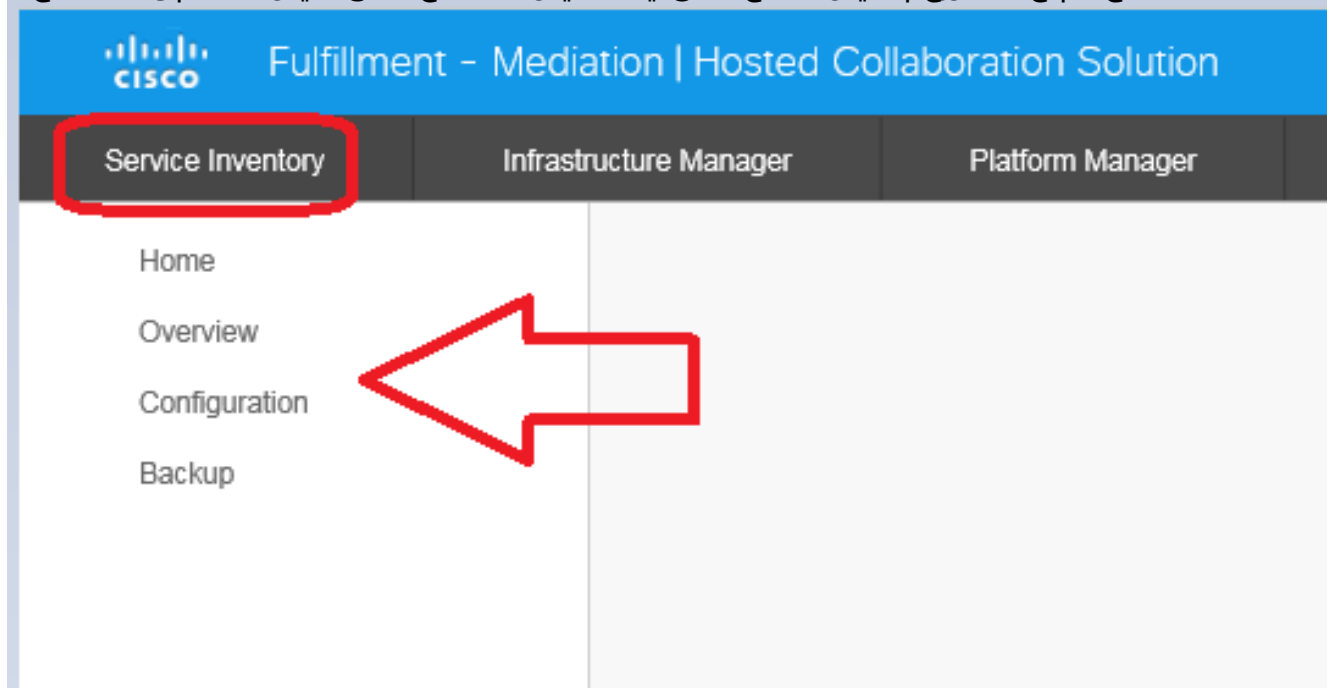 cisco
Fulfillment - Mediation | Hosted Collaboration Solution
Service Inventory
Infrastructure Manager
Platform Manager
Home
Overview
Configuration
Backup